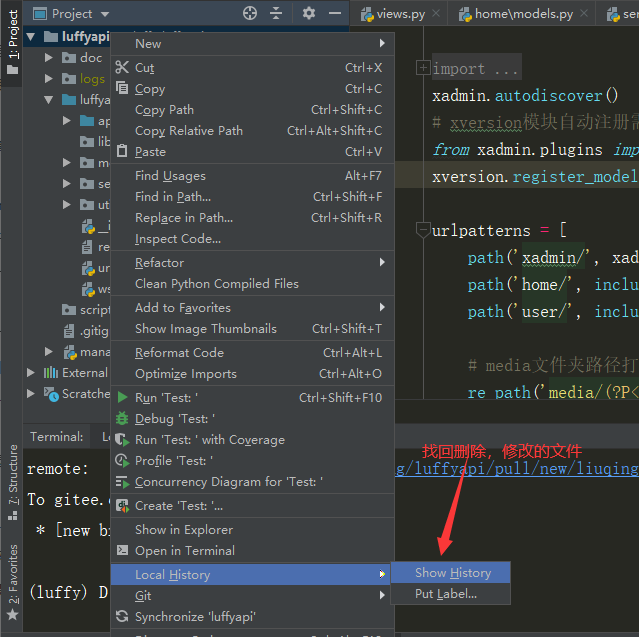 1: Project
Project
views.py
home\models.py
ser
luffyapi
doc
logs
luffya
ap
lib
m
se
ut
__i
re
ur
ws
script
.gitig
mana
External
Scratche
New
Cut Ctrl+X
Copy Ctrl+C
Copy Path Ctrl+Shift+C
Copy Relative Path Ctrl+Alt+Shift+C
Paste Ctrl+V
Find Usages Alt+F7
Find in Path... Ctrl+Shift+F
Replace in Path... Ctrl+Shift+R
Inspect Code...
Refactor
Clean Python Compiled Files
Add to Favorites
Show Image Thumbnails Ctrl+Shift+T
Reformat Code Ctrl+Alt+L
Optimize Imports Ctrl+Alt+O
Run 'Test: ' Ctrl+Shift+F10
Debug 'Test: '
Run 'Test: ' with Coverage
Profile 'Test: '
Concurrency Diagram for 'Test: '
Create 'Test: '...
Show in Explorer
Open in Terminal
Local History
Git
Synchronize 'luffyapi'
Show History
Put Label...
import ...
xadmin.autodiscover()
# xversion模块自动注册需
from xadmin.plugins imp
xversion.register_model
urlpatterns = [
path('xadmin/', xad
path('home/', inclu
path('user/', inclu
# media文件夹路径打
re_path('media/(?P<
找回删除，修改的文件
Terminal:
remote:
g/luffyapi/pull/new/liuqing
To gitee.
* [new b
(luffy) D
7: Structure
2: Favorites